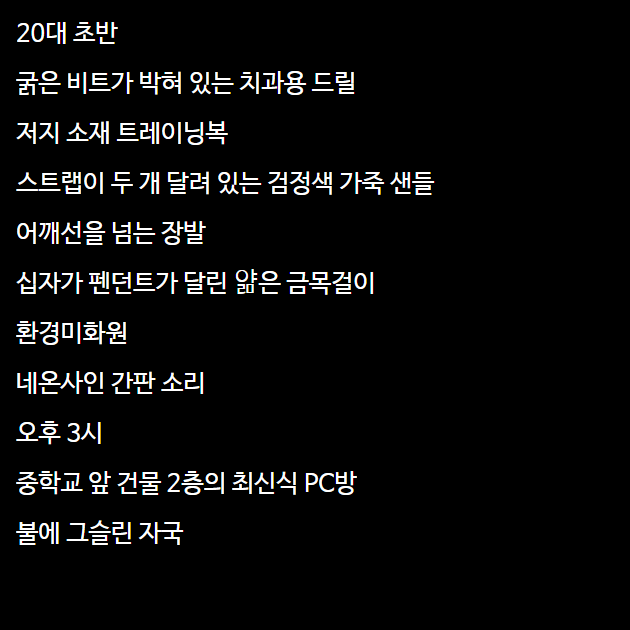 20대 초반
굵은 비트가 박혀 있는 치과용 드릴
저지 소재 트레이닝복
스트랩이 두 개 달려 있는 검정색 가죽 샌들
어깨선을 넘는 장발
십자가 펜던트가 달린 얇은 금목걸이
환경미화원
네온사인 간판 소리
오후 3시
중학교 앞 건물 2층의 최신식 PC방
불에 그슬린 자국